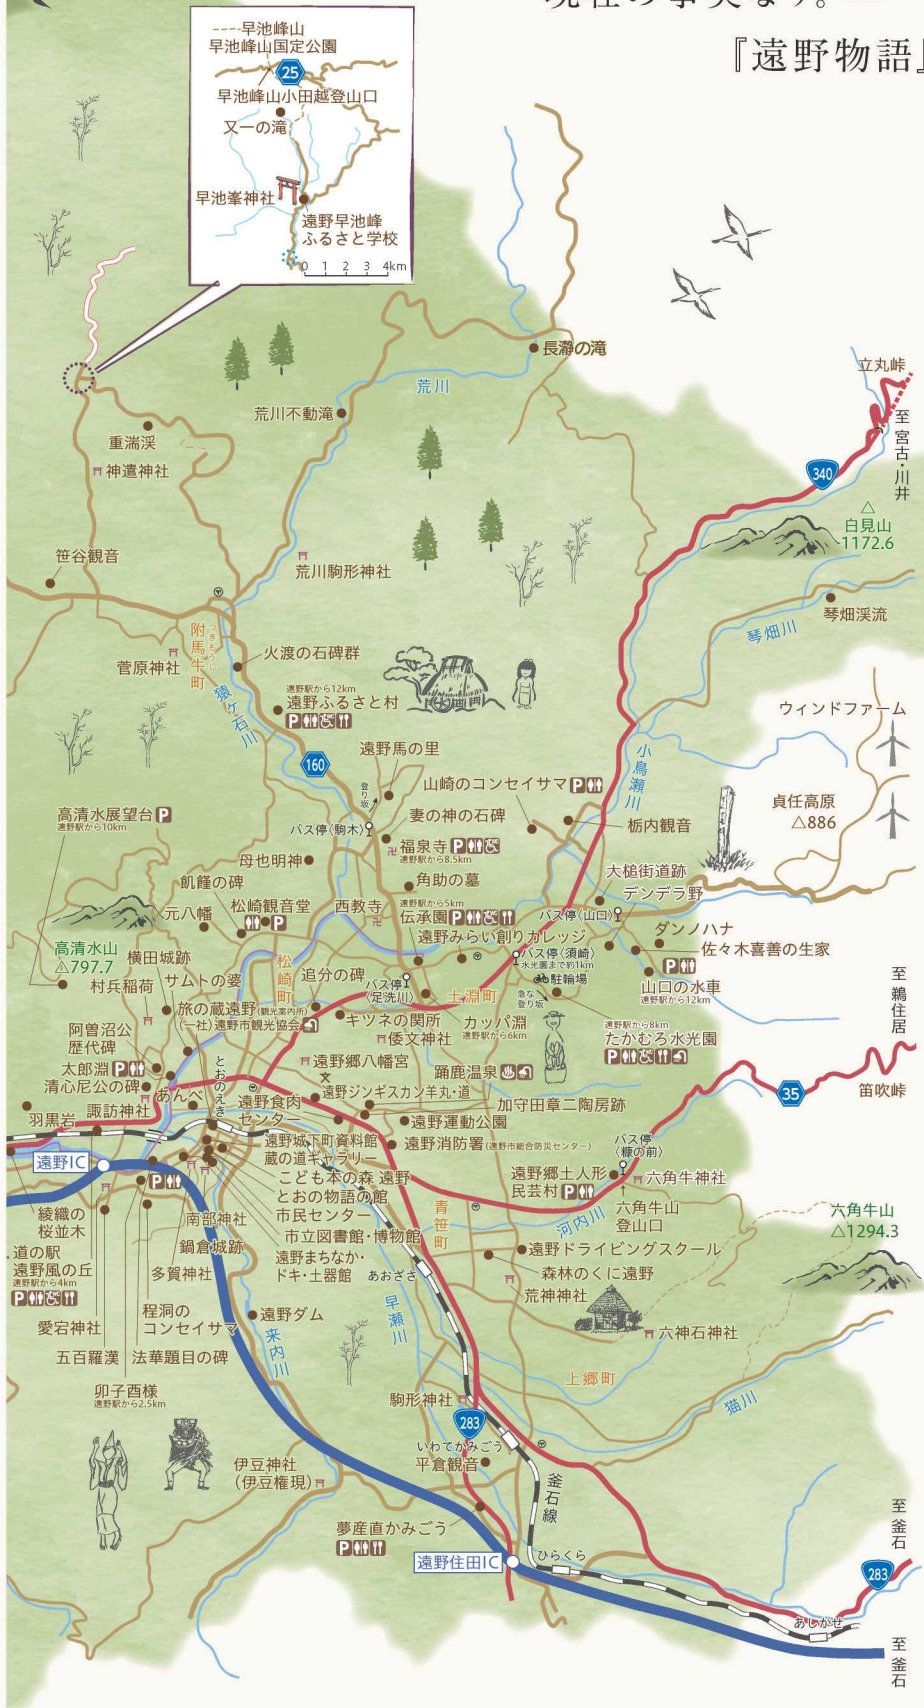 現在の事実なり。
『遠野物語』
早池峰山
早池峰山国定公園
25
早池峰山小田越登山口
又一の滝
早池峯神社
遠野早池峰
ふるさと学校
0 1 2 3 4km
長瀞の滝
荒川
立丸峠
至宮古・川井
荒川不動滝
重湍渓
神遣神社
340
白見山
1172.6
笹谷観音
荒川駒形神社
琴畑渓流
琴畑川
附馬牛町
つきもうし
菅原神社
火渡の石碑群
猿ヶ石川
遠野駅から12km
遠野ふるさと村
P
ウィンドファーム
160
遠野馬の里
小烏瀬川
登り坂
山崎のコンセイサマ P
貞任高原
△886
高清水展望台 P
遠野駅から10km
バス停〈駒木〉
妻の神の石碑
栃内観音
福泉寺 P
遠野駅から8.5km
母也明神
大槌街道跡
飢饉の碑
角助の墓
デンデラ野
元八幡
松崎観音堂
P
西教寺
遠野駅から5km
伝承園 P
バス停〈山口〉
ダンノハナ
高清水山
△797.7
遠野みらい創りカレッジ
佐々木喜善の生家
P
横田城跡
松崎町
追分の碑
バス停〈須崎〉
水光園まで約1km
駐輪場
山口の水車
遠野駅から12km
至鵜住居
サムトの婆
村兵稲荷
バス停
〈足洗川〉
土淵町
急な
登り坂
旅の蔵遠野(観光案内所)
(一社)遠野市観光協会
キツネの関所
カッパ淵
遠野駅から6km
遠野駅から8km
たかむろ水光園
P
阿曽沼公
歴代碑
倭文神社
太郎淵 P
とおのえき
遠野郷八幡宮
踊鹿温泉
35
笛吹峠
清心尼公の碑
あんべ
遠野食肉
センター
遠野ジンギスカン羊丸・道
加守田章二陶房跡
羽黒岩
諏訪神社
遠野運動公園
遠野城下町資料館
遠野消防署(遠野市総合防災センター)
バス停
〈糠の前〉
蔵の道ギャラリー
遠野IC
こども本の森 遠野
遠野郷土人形
民芸村 P
六角牛神社
P
とおの物語の館
市民センター
青笹町
六角牛山
登山口
六角牛山
△1294.3
綾織の
桜並木
南部神社
市立図書館・博物館
河内川
鍋倉城跡
遠野まちなか・
ドキ・土器館
遠野ドライビングスクール
道の駅
遠野風の丘
遠野駅から4km
P
多賀神社
あおざさ
森林のくに遠野
荒神神社
程洞の
コンセイサマ
遠野ダム
早瀬川
愛宕神社
来内川
六神石神社
五百羅漢
法華題目の碑
上郷町
卯子酉様
遠野駅から2.5km
駒形神社
猫川
283
いわてかみごう
平倉観音
伊豆神社
(伊豆権現)
釜石線
夢産直かみごう
P
至釜石
遠野住田IC
ひらくら
283
あしかせ
至釜石